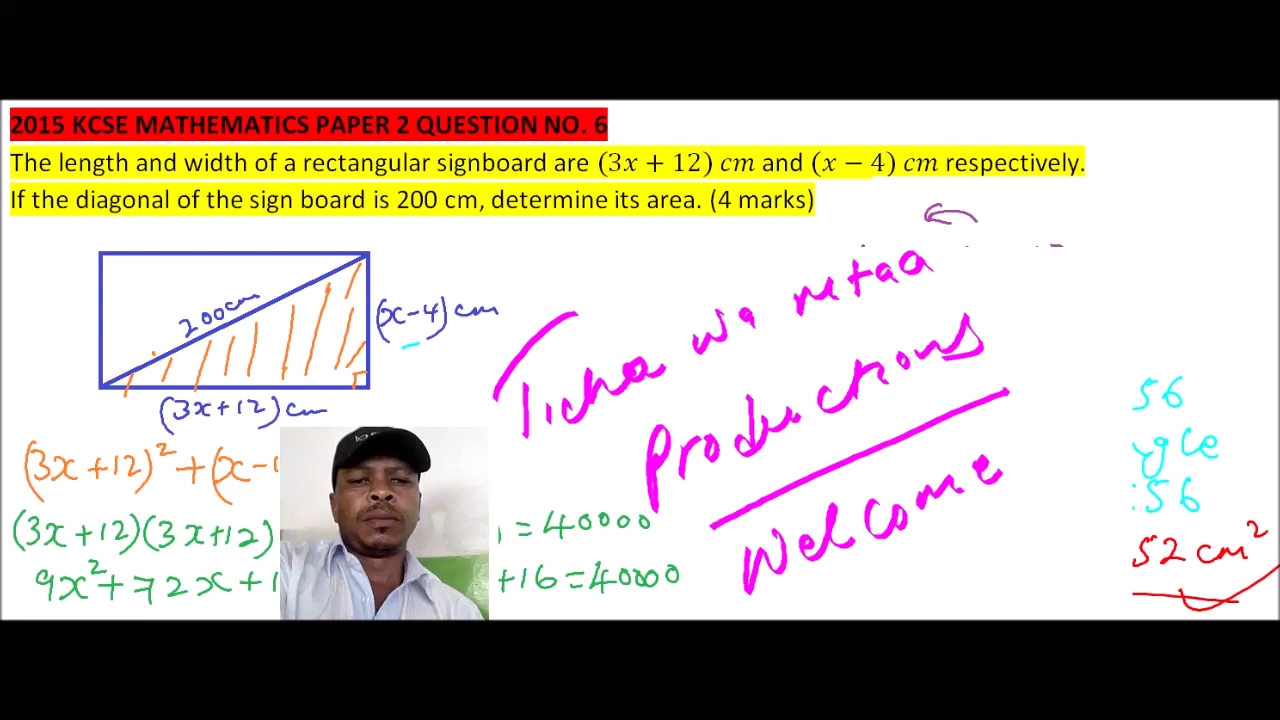 2015 KCSE MATHEMATICS PAPER 2 QUESTION NO. 6
The length and width of a rectangular signboard are (3x + 12) cm and (x − 4) cm respectively.
If the diagonal of the sign board is 200 cm, determine its area. (4 marks)
200cm
(x-4) cm
(3x+12) cm
Ticha wa retaa
Productions
Welcome
(3x+12)² + (x-
(3x+12)(3x+12)
= 40000
9x² + 72x + 1
+16 = 40000
56
:56
52 cm²